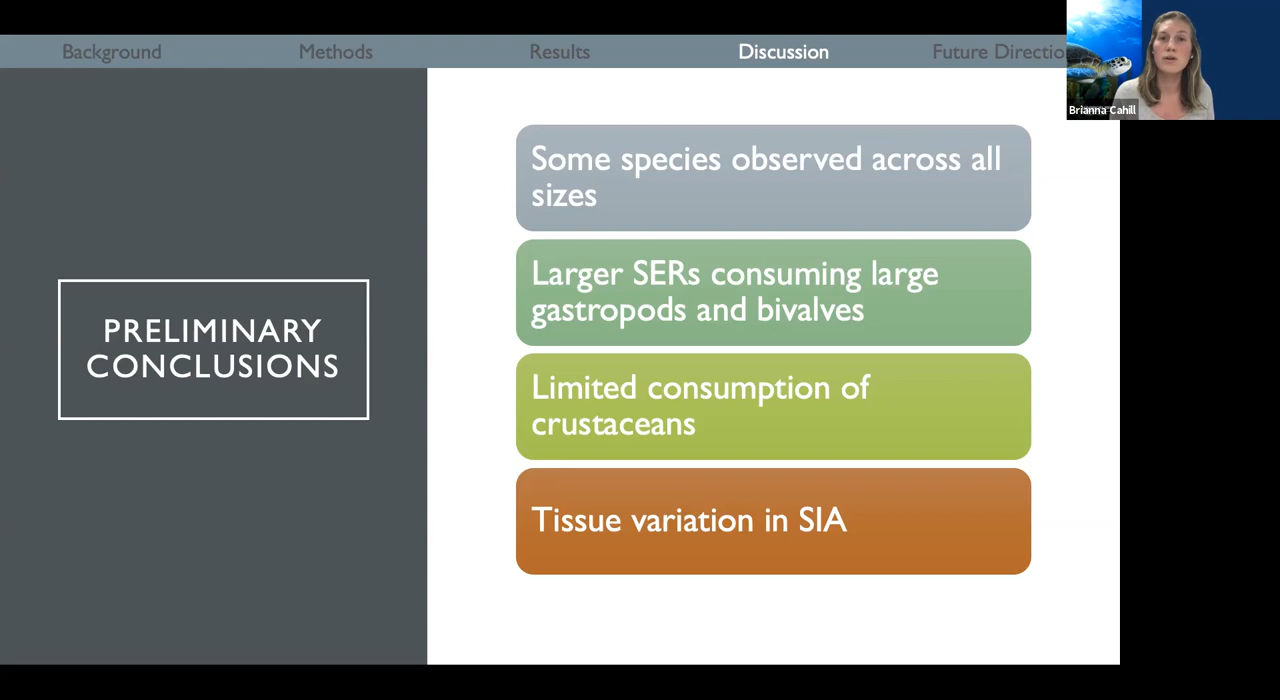 Background Methods Results Discussion Future Directio
Brianna Cahill
PRELIMINARY
CONCLUSIONS
Some species observed across all
sizes
Larger SERs consuming large
gastropods and bivalves
Limited consumption of
crustaceans
Tissue variation in SIA